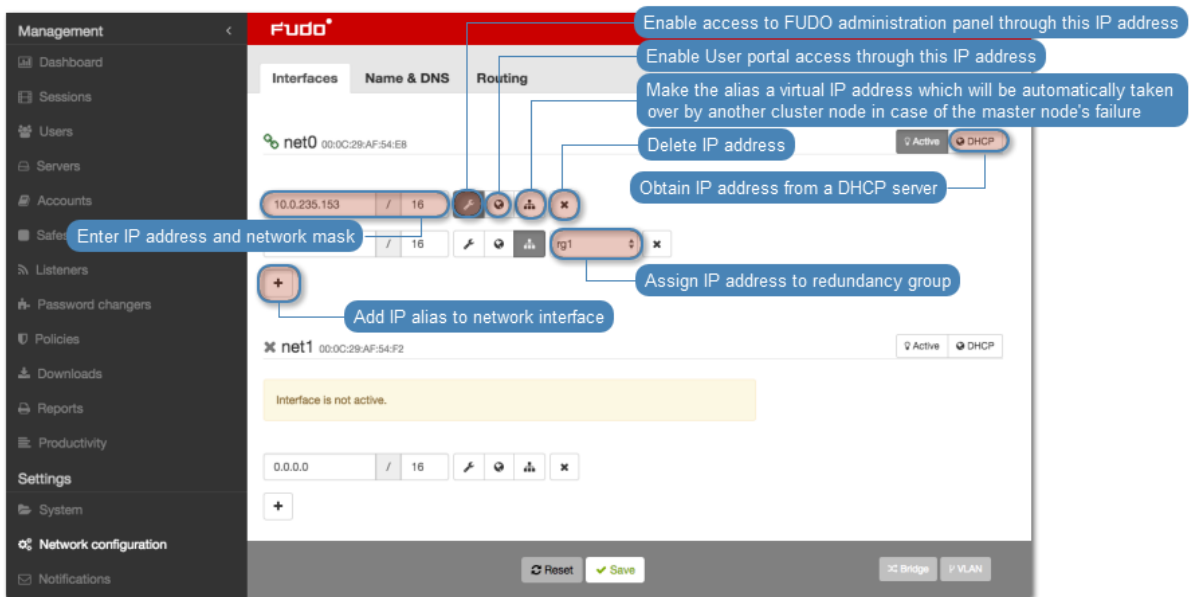 Management
Dashboard
Sessions
Users
Servers
Accounts
Safes
Listeners
Password changers
Policies
Downloads
Reports
Productivity
Settings
System
Network configuration
Notifications
FUDO
Interfaces Name & DNS Routing
Enable access to FUDO administration panel through this IP address
Enable User portal access through this IP address
Make the alias a virtual IP address which will be automatically taken
over by another cluster node in case of the master node's failure
net0 00:0C:29:AF:54:E8
Delete IP address
Active DHCP
Obtain IP address from a DHCP server
10.0.235.153 / 16
Enter IP address and network mask
/ 16 rg1
Assign IP address to redundancy group
Add IP alias to network interface
net1 00:0C:29:AF:54:F2
Active DHCP
Interface is not active.
0.0.0.0 / 16
Reset Save
Bridge VLAN